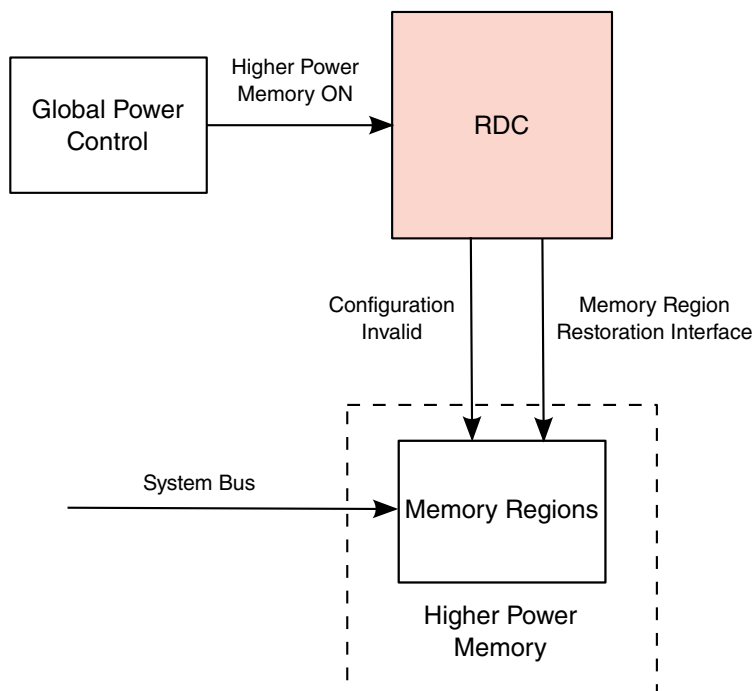 Higher Power
Memory ON
Global Power
Control
RDC
Configuration
Invalid
Memory Region
Restoration Interface
System Bus
Memory Regions
Higher Power
Memory